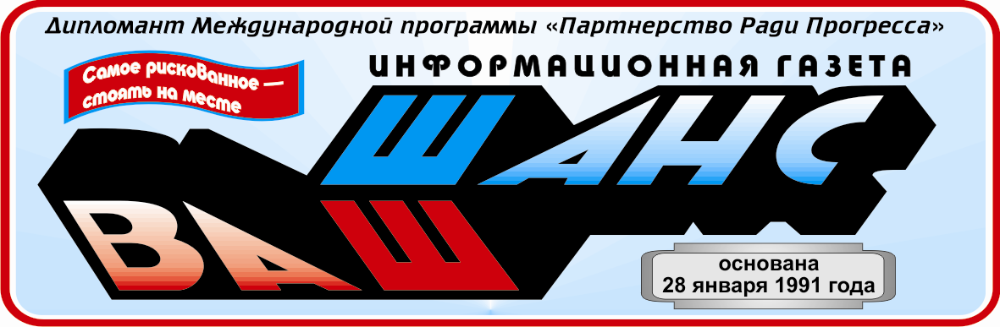 Дипломант Международной программы «Партнерство Ради Прогресса»
Самое рискованное —
стоять на месте
ИНФОРМАЦИОННАЯ ГАЗЕТА
ВАШ
ШАНС
основана
28 января 1991 года